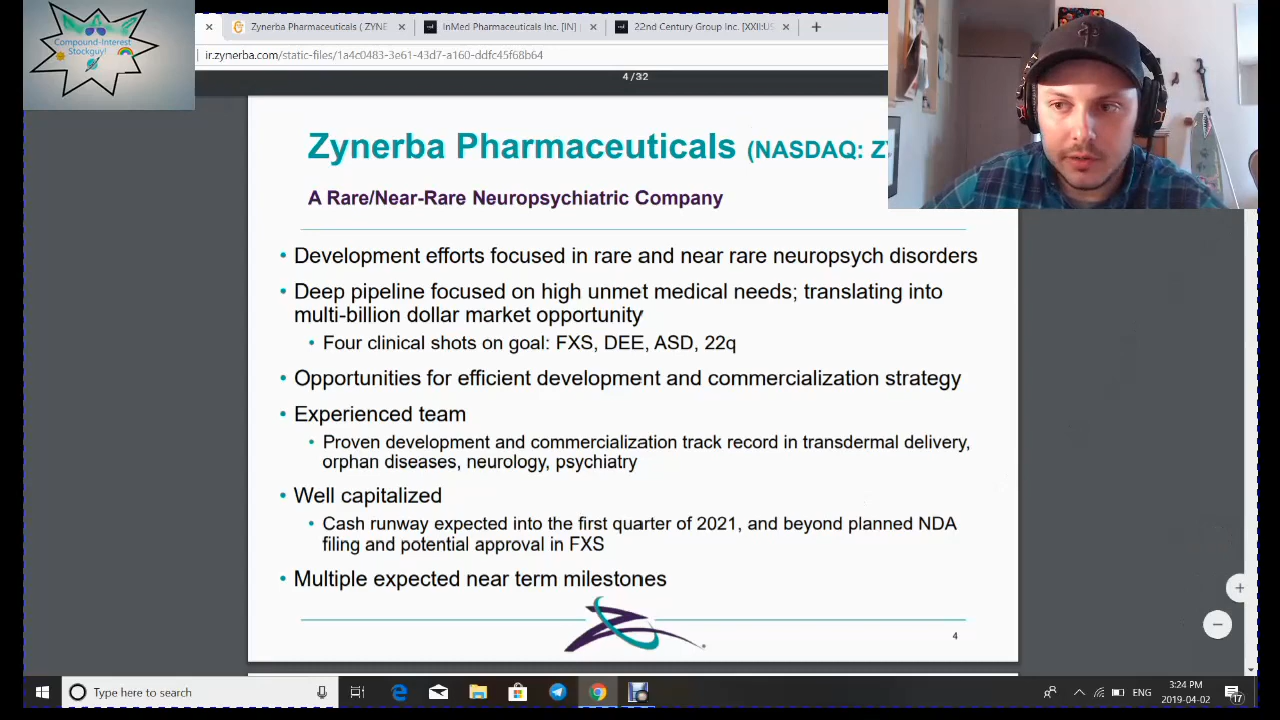 Compound-Interest
Stockguy!
Zynerba Pharmaceuticals ( ZYNE
InMed Pharmaceuticals Inc. [IN]
22nd Century Group Inc. [XXII:US
ir.zynerba.com/static-files/1a4c0483-3e61-43d7-a160-ddfc45f68b64
4/32
Zynerba Pharmaceuticals (NASDAQ: Z
A Rare/Near-Rare Neuropsychiatric Company
• Development efforts focused in rare and near rare neuropsych disorders
• Deep pipeline focused on high unmet medical needs; translating into
multi-billion dollar market opportunity
• Four clinical shots on goal: FXS, DEE, ASD, 22q
• Opportunities for efficient development and commercialization strategy
• Experienced team
• Proven development and commercialization track record in transdermal delivery,
orphan diseases, neurology, psychiatry
• Well capitalized
• Cash runway expected into the first quarter of 2021, and beyond planned NDA
filing and potential approval in FXS
• Multiple expected near term milestones
4
Type here to search
ENG
3:24 PM
2019-04-02
17